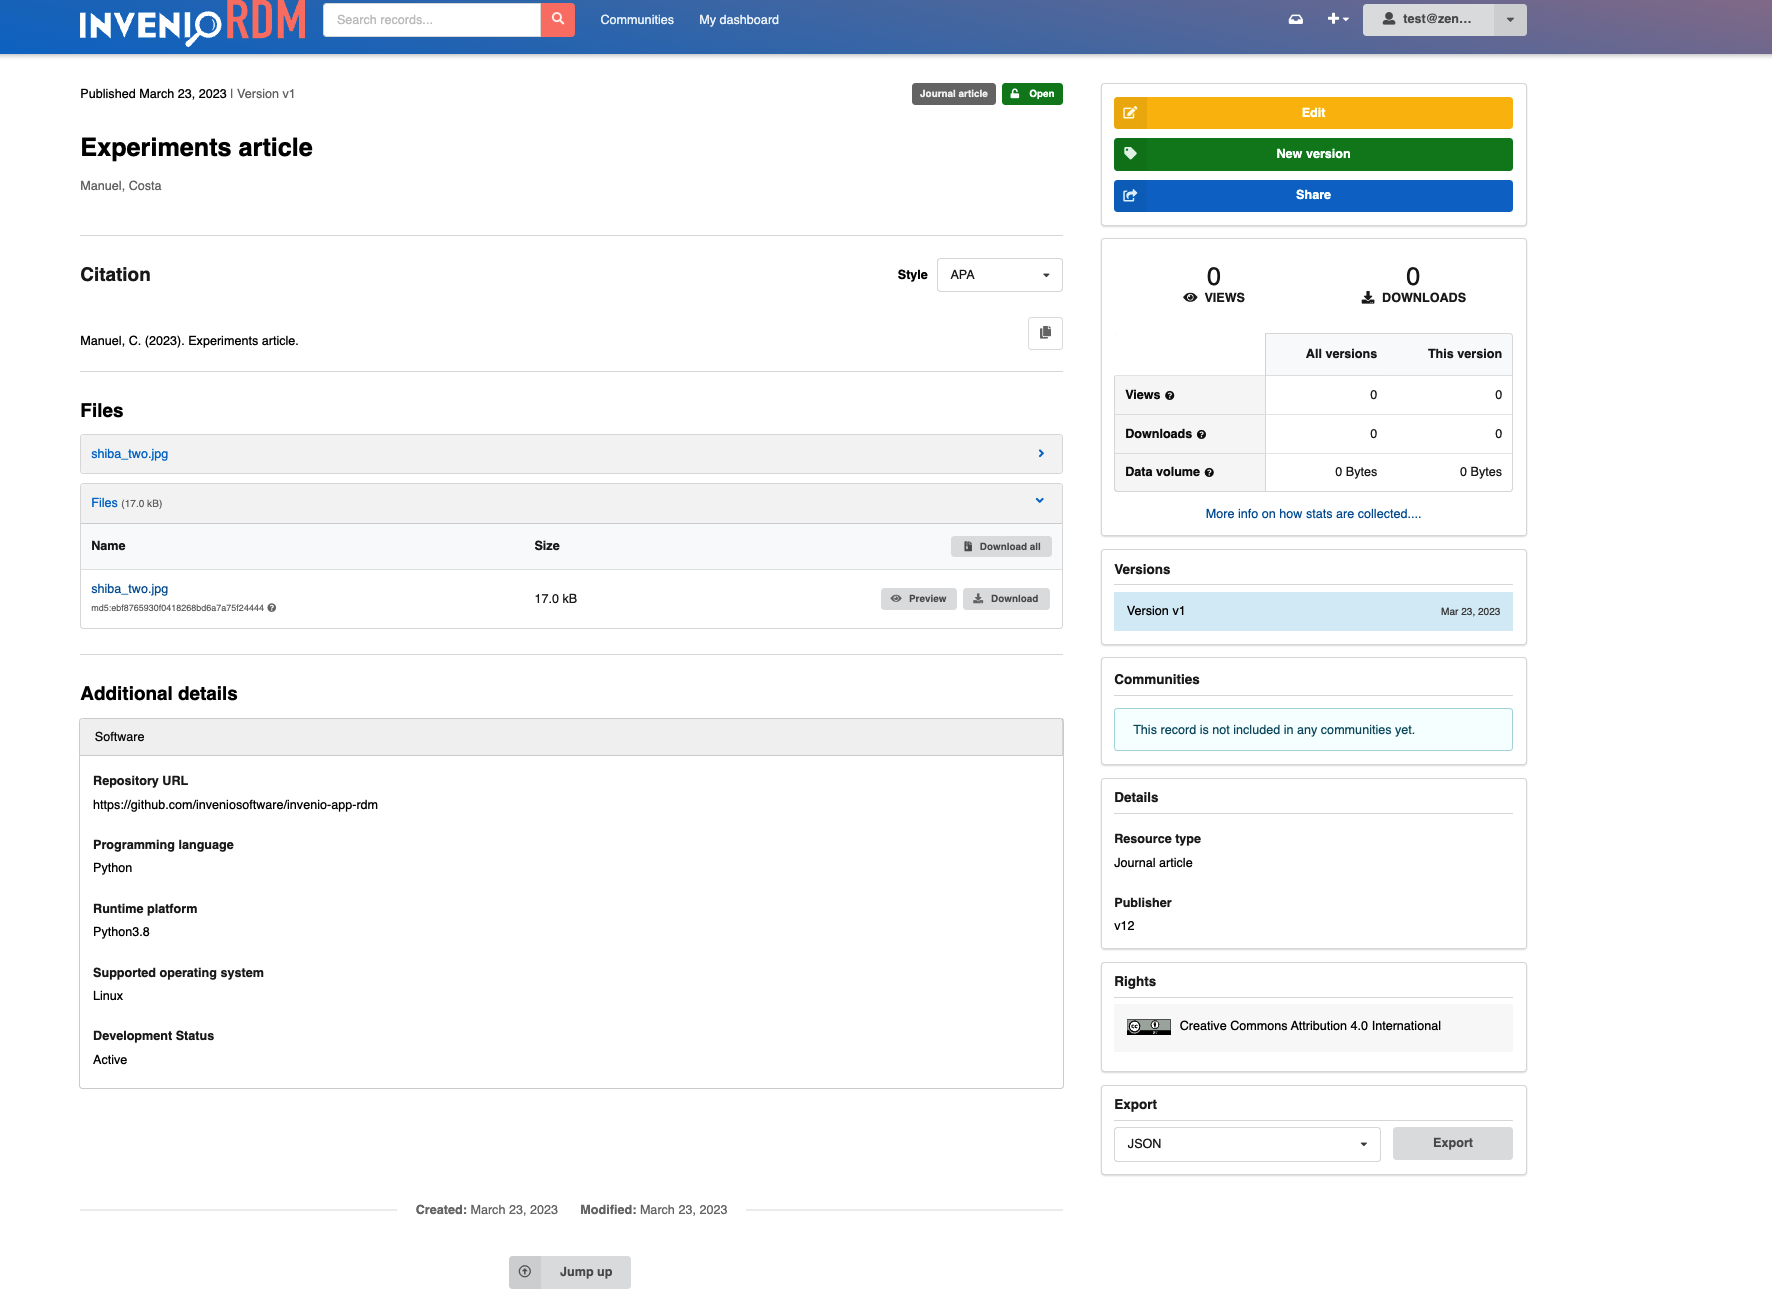 INVENIO RDM
Search records...
Communities
My dashboard
test@zen...
Published March 23, 2023 | Version v1
Journal article
Open
Experiments article
Manuel, Costa
Citation
Style
APA
Manuel, C. (2023). Experiments article.
Files
shiba_two.jpg
Files (17.0 kB)
Name
Size
Download all
shiba_two.jpg
md5:ebf8765930f0418268bd6a7a75f24444
17.0 kB
Preview
Download
Additional details
Software
Repository URL
https://github.com/inveniosoftware/invenio-app-rdm
Programming language
Python
Runtime platform
Python3.8
Supported operating system
Linux
Development Status
Active
Created: March 23, 2023
Modified: March 23, 2023
Jump up
Edit
New version
Share
0
VIEWS
0
DOWNLOADS
All versions This version
Views 0 0
Downloads 0 0
Data volume 0 Bytes 0 Bytes
More info on how stats are collected....
Versions
Version v1
Mar 23, 2023
Communities
This record is not included in any communities yet.
Details
Resource type
Journal article
Publisher
v12
Rights
Creative Commons Attribution 4.0 International
Export
JSON
Export